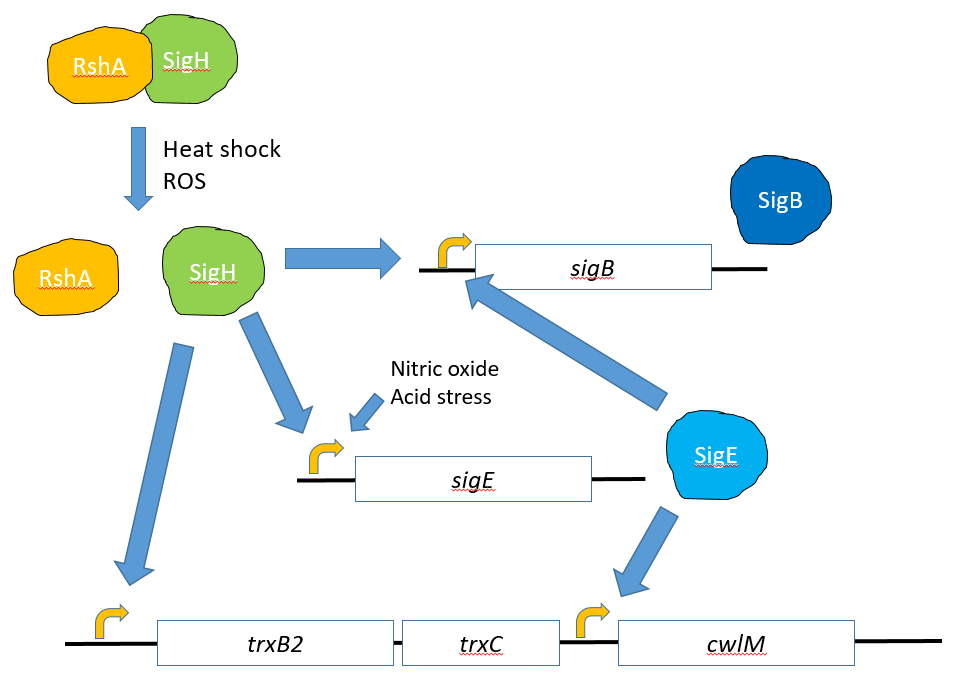 RshA
SigH
Heat shock
ROS
SigB
RshA
SigH
sigB
Nitric oxide
Acid stress
SigE
sigE
trxB2
trxC
cwlM